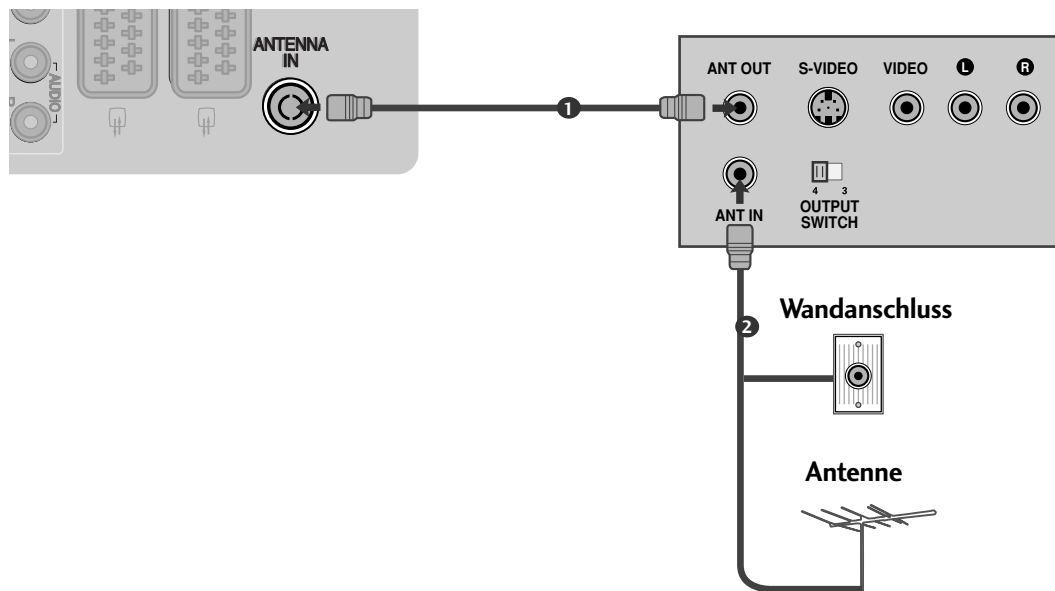 ANTENNA
IN
AUDIO
R
1
ANT OUT S-VIDEO VIDEO L R
ANT IN
4 3
OUTPUT
SWITCH
2
Wandanschluss
Antenne